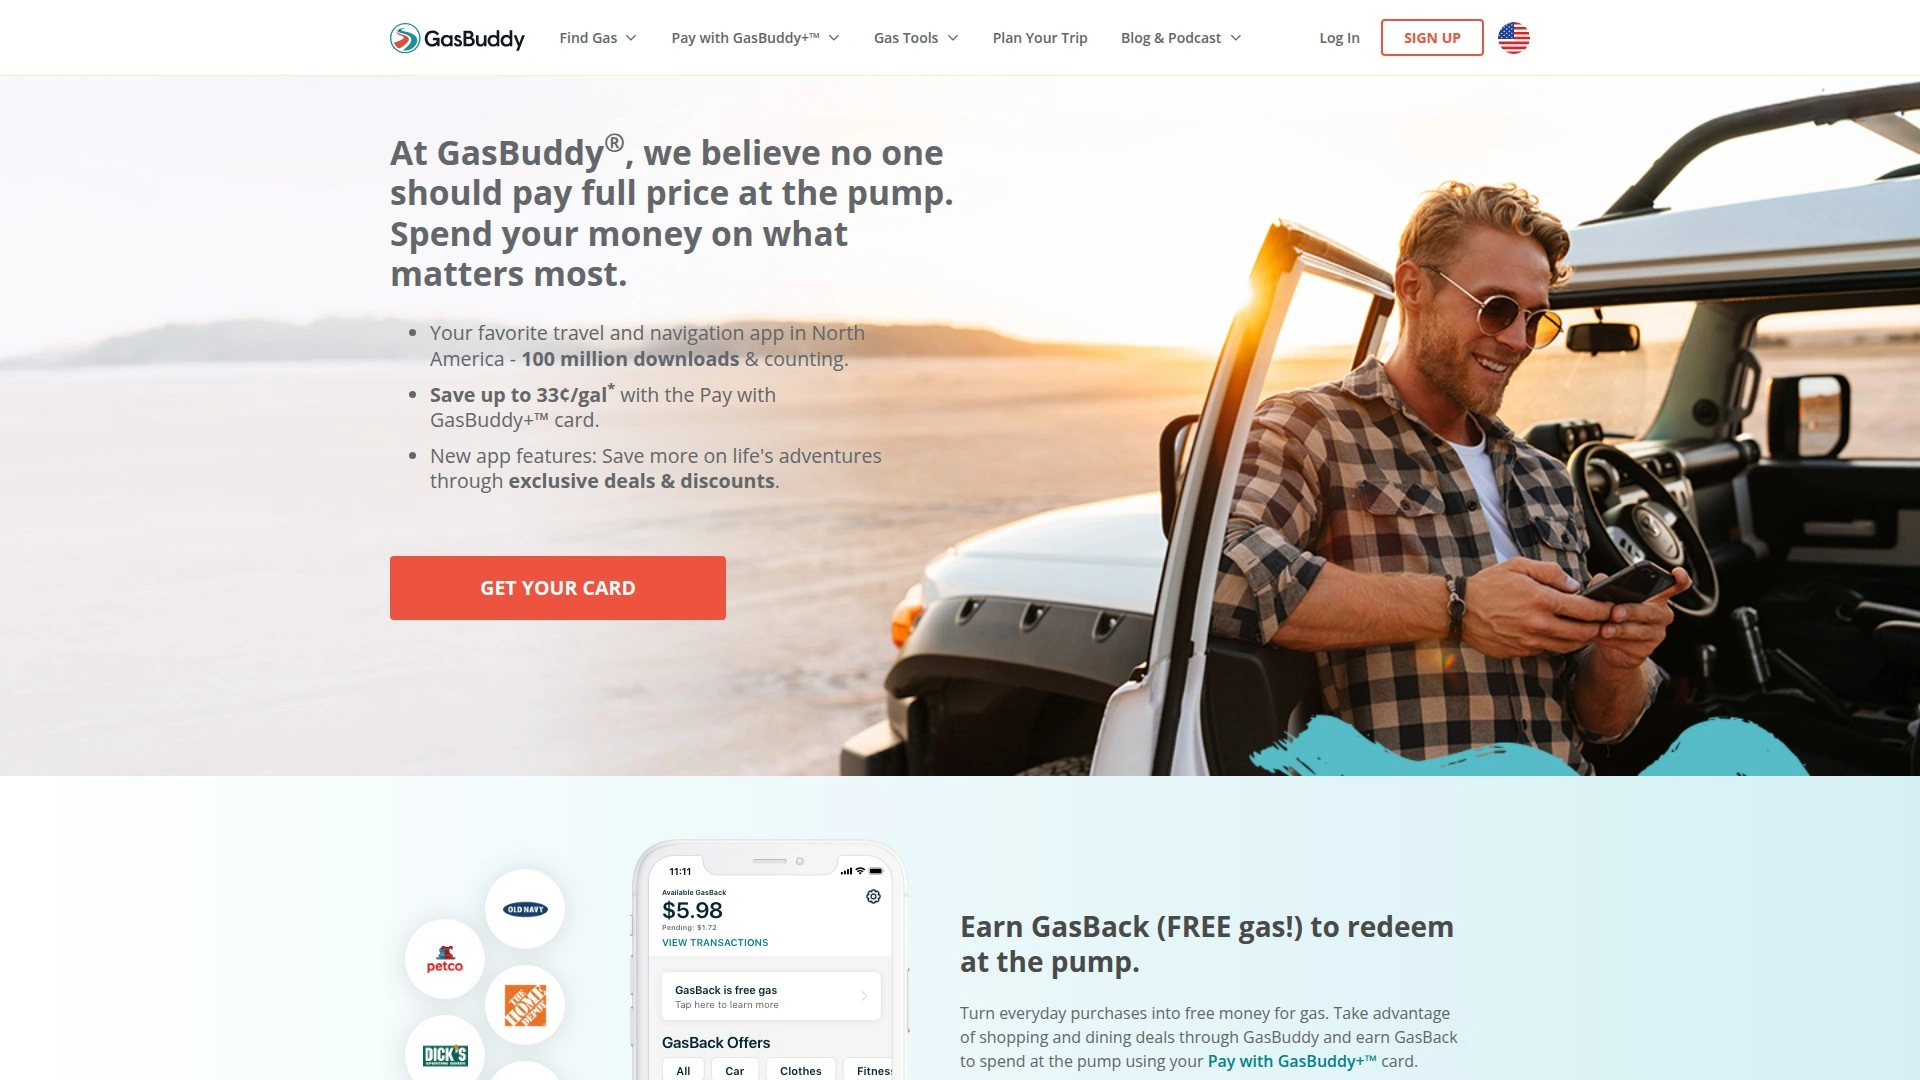 GasBuddy
Find Gas
Pay with GasBuddy+™
Gas Tools
Plan Your Trip
Blog & Podcast
Log In
SIGN UP
At GasBuddy®, we believe no one
should pay full price at the pump.
Spend your money on what
matters most.
• Your favorite travel and navigation app in North
America - 100 million downloads & counting.
• Save up to 33¢/gal* with the Pay with
GasBuddy+™ card.
• New app features: Save more on life's adventures
through exclusive deals & discounts.
GET YOUR CARD
OLD NAVY
petco
THE
HOME
DEPOT
DICK'S
SPORTING GOODS
11:11
Available GasBack
$5.98
Pending: $1.72
VIEW TRANSACTIONS
GasBack is free gas
Tap here to learn more
GasBack Offers
All
Car
Clothes
Fitness
Earn GasBack (FREE gas!) to redeem
at the pump.
Turn everyday purchases into free money for gas. Take advantage
of shopping and dining deals through GasBuddy and earn GasBack
to spend at the pump using your Pay with GasBuddy+™ card.